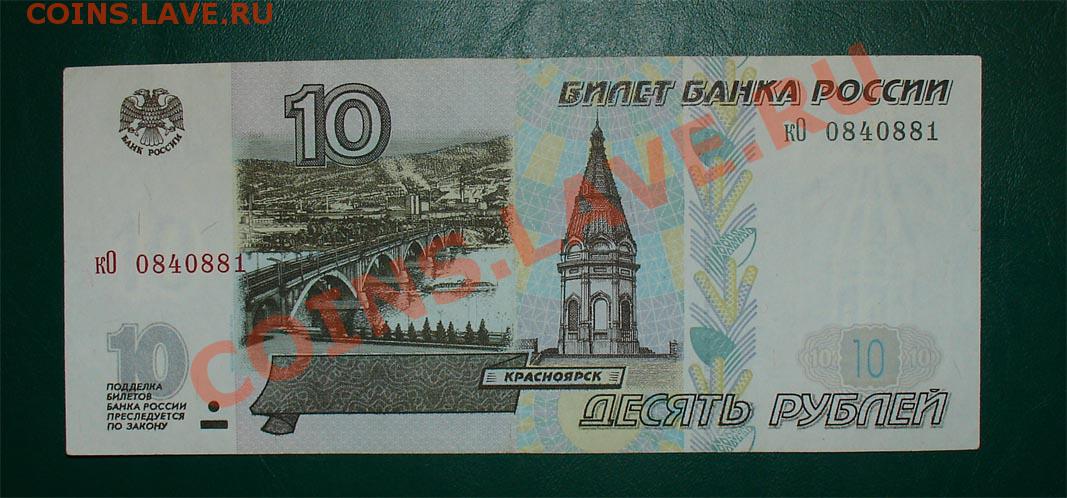 COINS.LAVE.RU
10
БИЛЕТ БАНКА РОССИИ
кО 0840881
БАНК РОССИИ
кО 0840881
COINS.LAVE.RU
10
ПОДДЕЛКА
БИЛЕТОВ
БАНКА РОССИИ
ПРЕСЛЕДУЕТСЯ
ПО ЗАКОНУ
КРАСНОЯРСК
10 10 10
ДЕСЯТЬ РУБЛЕЙ